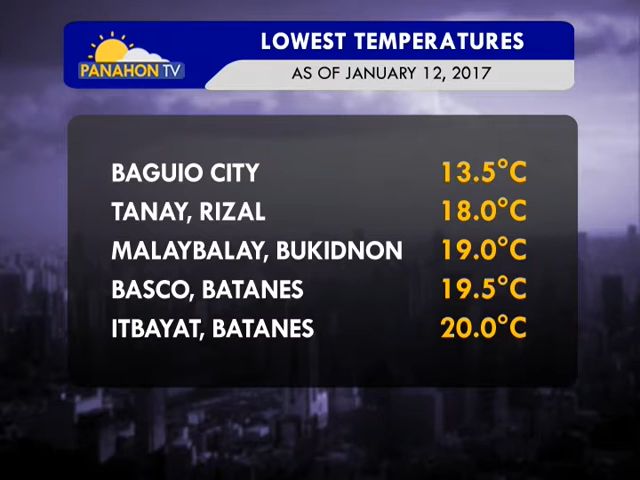 PANAHON TV
LOWEST TEMPERATURES
AS OF JANUARY 12, 2017
BAGUIO CITY 13.5°C
TANAY, RIZAL 18.0°C
MALAYBALAY, BUKIDNON 19.0°C
BASCO, BATANES 19.5°C
ITBAYAT, BATANES 20.0°C